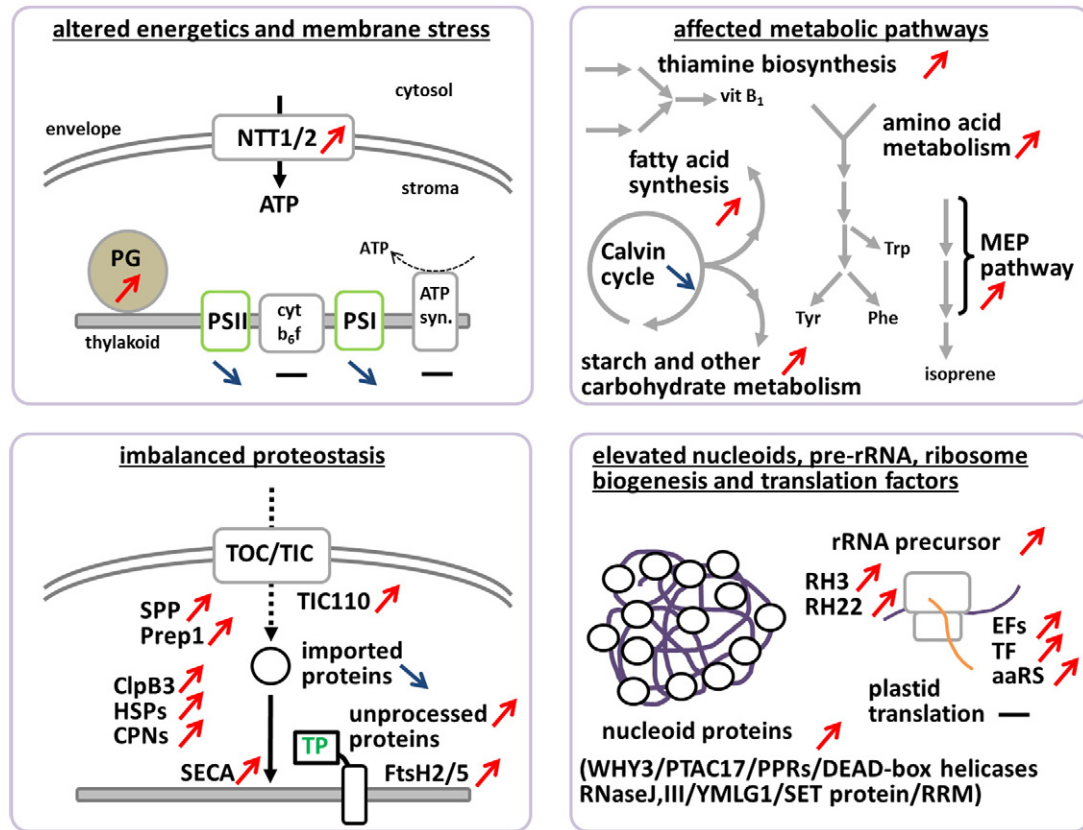 altered energetics and membrane stress
cytosol
envelope
NTT1/2
stroma
ATP
PG
ATP
ATP
syn.
PSII
cyt
b6f
PSI
thylakoid
affected metabolic pathways
thiamine biosynthesis
vit B1
amino acid
metabolism
fatty acid
synthesis
Calvin
cycle
Trp
MEP
pathway
Tyr
Phe
starch and other
carbohydrate metabolism
isoprene
imbalanced proteostasis
TOC/TIC
TIC110
SPP
Prep1
imported
proteins
ClpB3
HSPs
CPNs
unprocessed
proteins
TP
SECA
FtsH2/5
elevated nucleoids, pre-rRNA, ribosome
biogenesis and translation factors
rRNA precursor
RH3
RH22
EFs
TF
aaRS
plastid
translation
nucleoid proteins
(WHY3/PTAC17/PPRs/DEAD-box helicases
RNaseJ,III/YMLG1/SET protein/RRM)